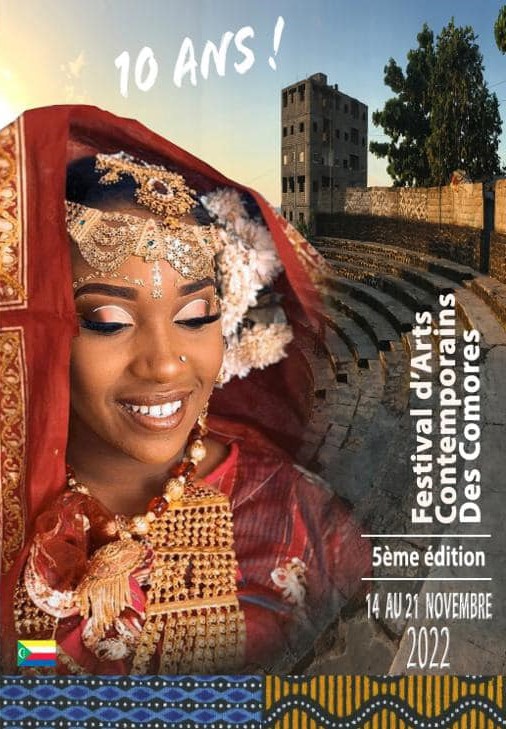 10 ANS !
Festival d'Arts
Contemporains
Des Comores
5ème édition
14 AU 21 NOVEMBRE
2022